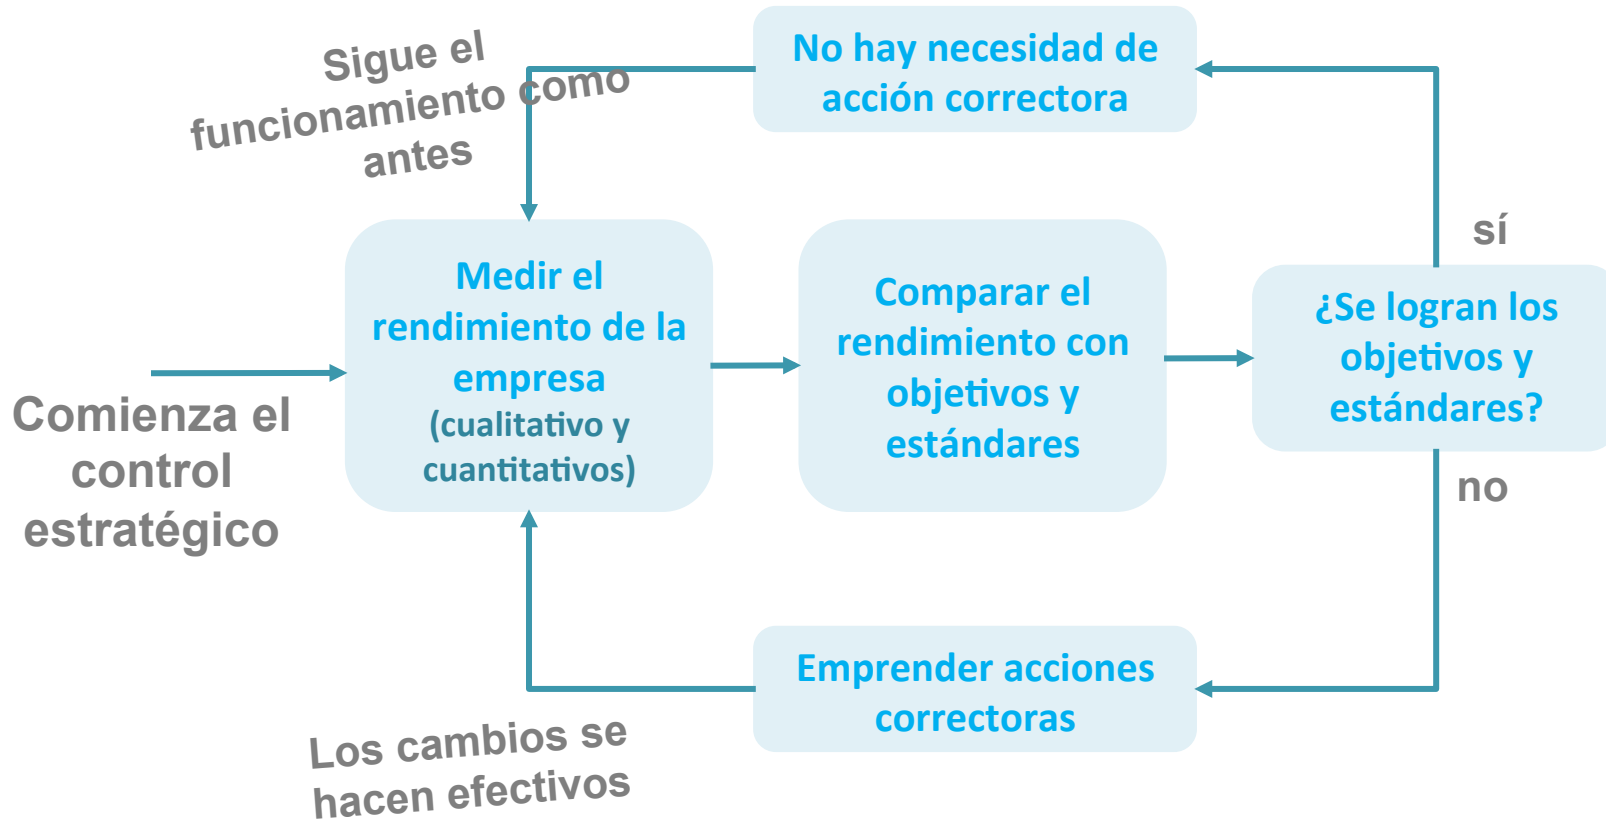 Sigue el
funcionamiento como
antes
No hay necesidad de
acción correctora
sí
Comienza el
control
estratégico
Medir el
rendimiento de la
empresa
(cualitativo y
cuantitativos)
Comparar el
rendimiento con
objetivos y
estándares
¿Se logran los
objetivos y
estándares?
no
Emprender acciones
correctoras
Los cambios se
hacen efectivos